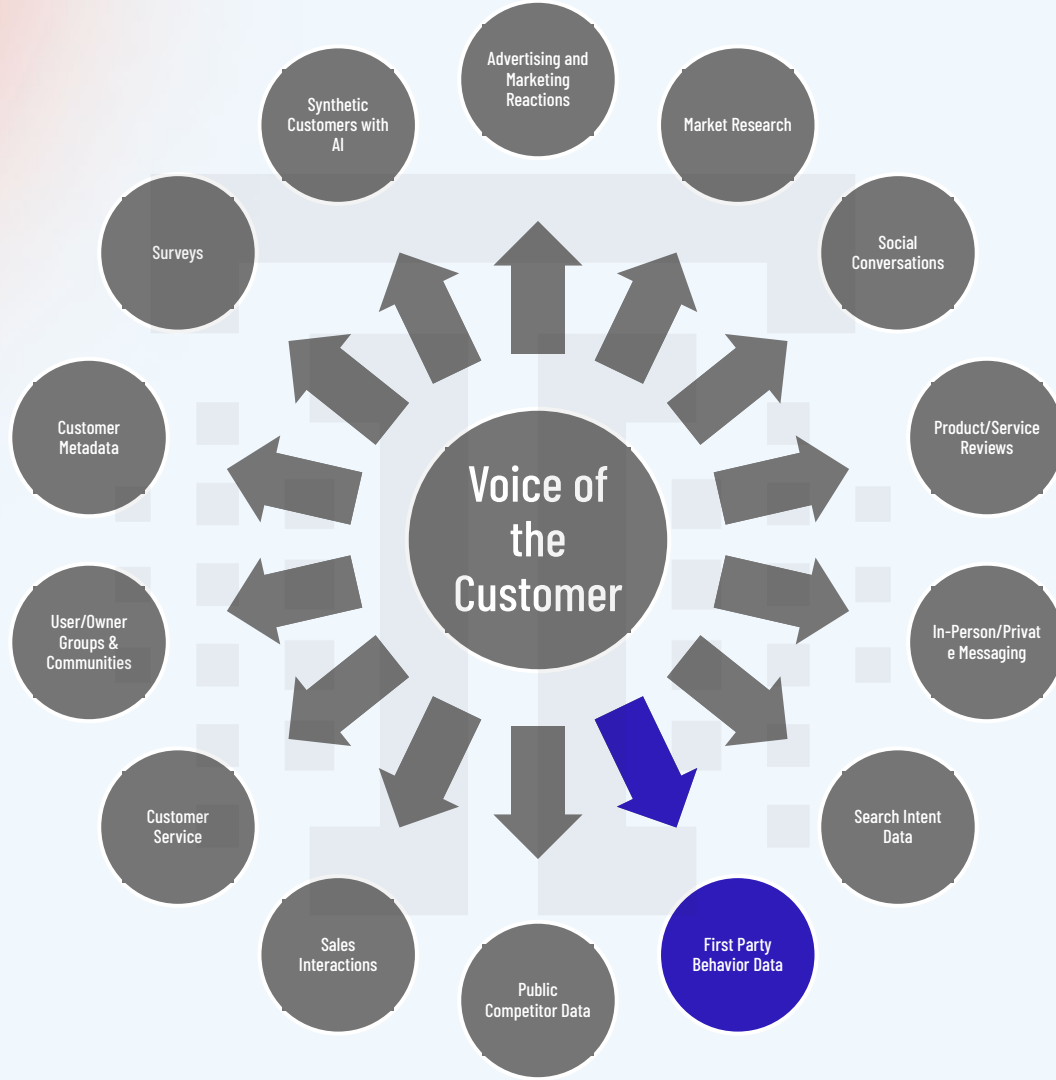 Advertising and
Marketing
Reactions
Market Research
Social
Conversations
Product/Service
Reviews
In-Person/Privat
e Messaging
Search Intent
Data
First Party
Behavior Data
Public
Competitor Data
Sales
Interactions
Customer
Service
User/Owner
Groups &
Communities
Customer
Metadata
Surveys
Synthetic
Customers with
AI
Voice of
the
Customer